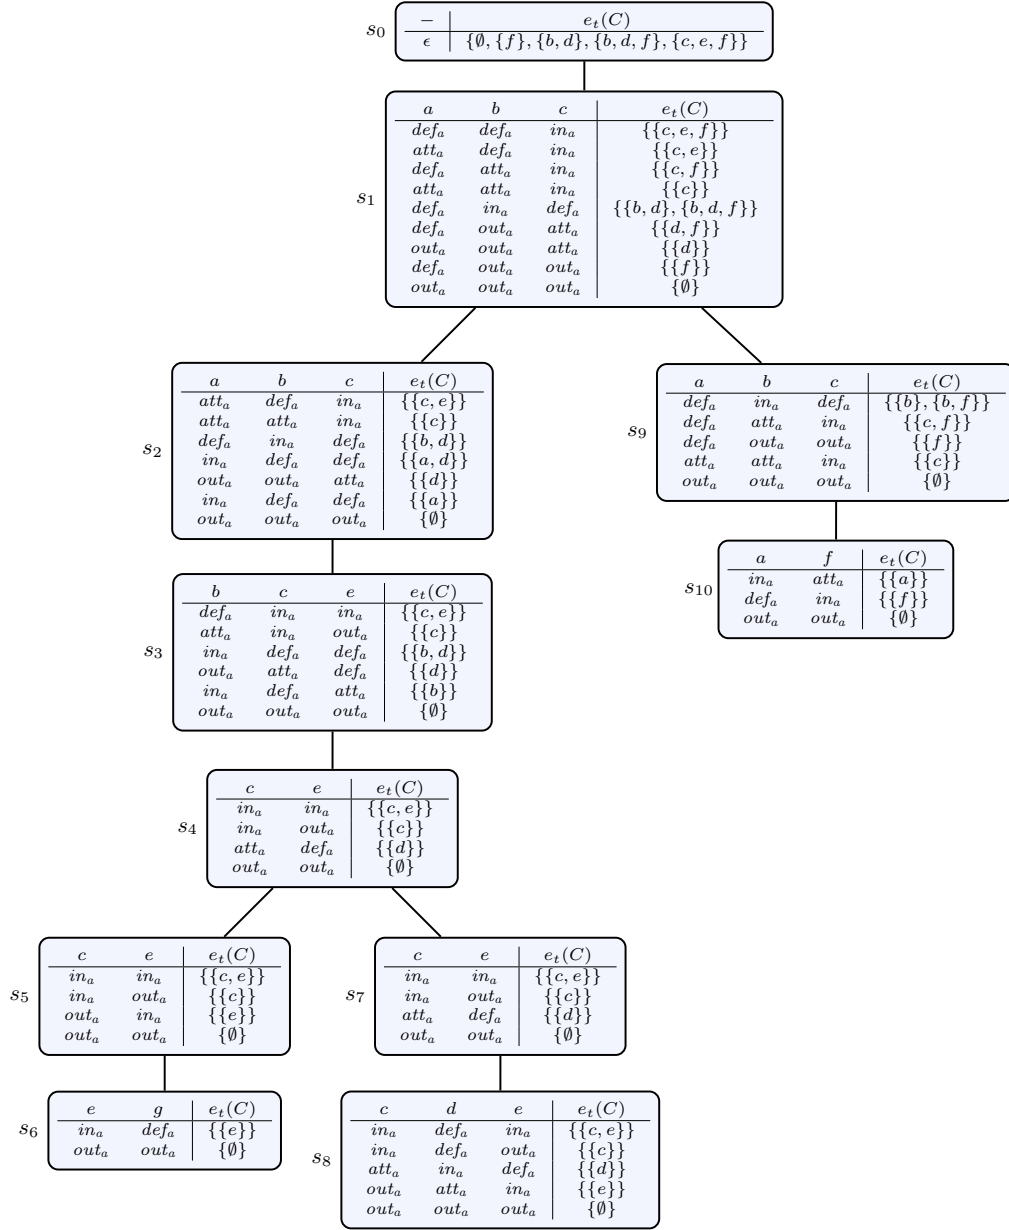 s₀
− e_t(C)
ϵ {∅, {f}, {b, d}, {b, d, f}, {c, e, f}}
s₁
a b c e_t(C)
def_a def_a in_a {{c, e, f}}
att_a def_a in_a {{c, e}}
def_a att_a in_a {{c, f}}
att_a att_a in_a {{c}}
def_a in_a def_a {{b, d}, {b, d, f}}
def_a out_a att_a {{d, f}}
out_a out_a att_a {{d}}
def_a out_a out_a {{f}}
out_a out_a out_a {∅}
s₂
a b c e_t(C)
att_a def_a in_a {{c, e}}
att_a att_a in_a {{c}}
def_a in_a def_a {{b, d}}
in_a def_a def_a {{a, d}}
out_a out_a att_a {{d}}
in_a def_a def_a {{a}}
out_a out_a out_a {∅}
s₉
a b c e_t(C)
def_a in_a def_a {{b}, {b, f}}
def_a att_a in_a {{c, f}}
def_a out_a out_a {{f}}
att_a att_a in_a {{c}}
out_a out_a out_a {∅}
s₃
b c e e_t(C)
def_a in_a in_a {{c, e}}
att_a in_a out_a {{c}}
in_a def_a def_a {{b, d}}
out_a att_a def_a {{d}}
in_a def_a att_a {{b}}
out_a out_a out_a {∅}
s₁₀
a f e_t(C)
in_a att_a {{a}}
def_a in_a {{f}}
out_a out_a {∅}
s₄
c e e_t(C)
in_a in_a {{c, e}}
in_a out_a {{c}}
att_a def_a {{d}}
out_a out_a {∅}
s₅
c e e_t(C)
in_a in_a {{c, e}}
in_a out_a {{c}}
out_a in_a {{e}}
out_a out_a {∅}
s₇
c e e_t(C)
in_a in_a {{c, e}}
in_a out_a {{c}}
att_a def_a {{d}}
out_a out_a {∅}
s₆
e g e_t(C)
in_a def_a {{e}}
out_a out_a {∅}
s₈
c d e e_t(C)
in_a def_a in_a {{c, e}}
in_a def_a out_a {{c}}
att_a in_a def_a {{d}}
out_a att_a in_a {{e}}
out_a out_a out_a {∅}